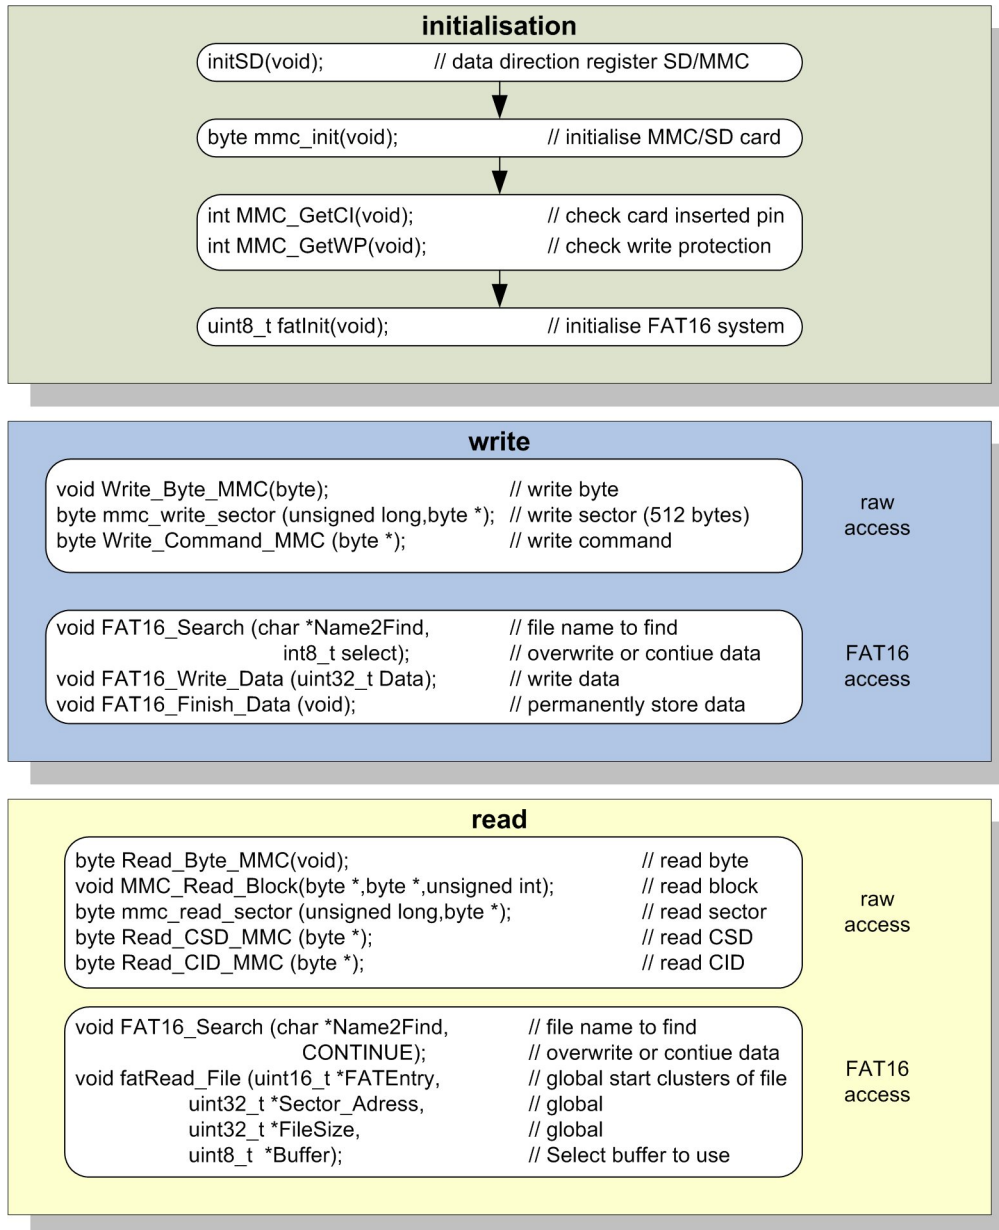 initialisation
initSD(void); // data direction register SD/MMC
byte mmc_init(void); // initialise MMC/SD card
int MMC_GetCI(void); // check card inserted pin
int MMC_GetWP(void); // check write protection
uint8_t fatInit(void); // initialise FAT16 system
write
void Write_Byte_MMC(byte); // write byte
byte mmc_write_sector (unsigned long,byte *); // write sector (512 bytes)
byte Write_Command_MMC (byte *); // write command
raw
access
void FAT16_Search (char *Name2Find, // file name to find
int8_t select); // overwrite or contiue data
void FAT16_Write_Data (uint32_t Data); // write data
void FAT16_Finish_Data (void); // permanently store data
FAT16
access
read
byte Read_Byte_MMC(void); // read byte
void MMC_Read_Block(byte *,byte *,unsigned int); // read block
byte mmc_read_sector (unsigned long,byte *); // read sector
byte Read_CSD_MMC (byte *); // read CSD
byte Read_CID_MMC (byte *); // read CID
raw
access
void FAT16_Search (char *Name2Find, // file name to find
CONTINUE); // overwrite or contiue data
void fatRead_File (uint16_t *FATEntry, // global start clusters of file
uint32_t *Sector_Adress, // global
uint32_t *FileSize, // global
uint8_t *Buffer); // Select buffer to use
FAT16
access